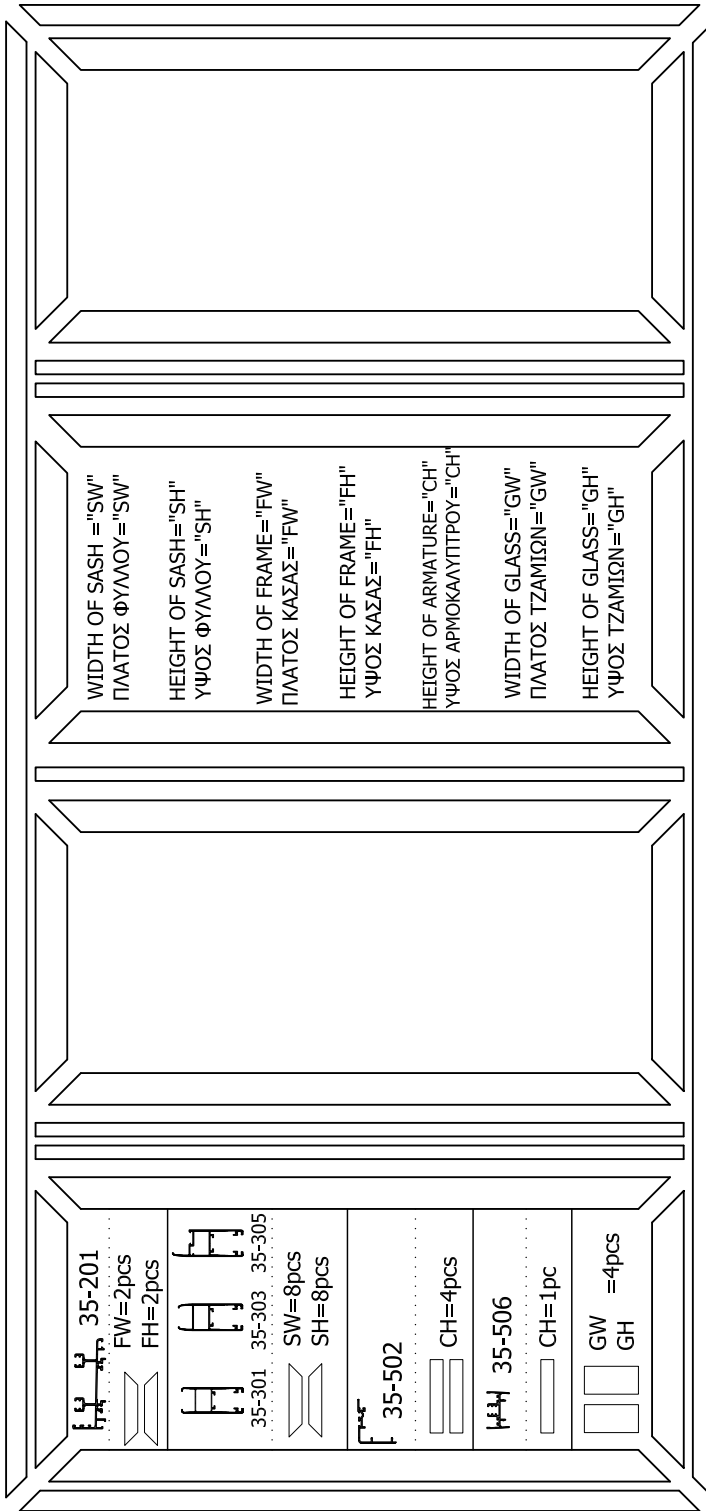 35-201
FW=2pcs
FH=2pcs
35-301
35-303
35-305
SW=8pcs
SH=8pcs
35-502
CH=4pcs
35-506
CH=1pc
GW
GH
=4pcs
WIDTH OF SASH ="SW"
ΠΛΑΤΟΣ ΦΥΛΛΟΥ="SW"
HEIGHT OF SASH="SH"
ΥΨΟΣ ΦΥΛΛΟΥ="SH"
WIDTH OF FRAME="FW"
ΠΛΑΤΟΣ ΚΑΣΑΣ="FW"
HEIGHT OF FRAME="FH"
ΥΨΟΣ ΚΑΣΑΣ="FH"
HEIGHT OF ARMATURE="CH"
ΥΨΟΣ ΑΡΜΟΚΑΛΥΠΤΡΟΥ="CH"
WIDTH OF GLASS="GW"
ΠΛΑΤΟΣ ΤΖΑΜΙΩΝ="GW"
HEIGHT OF GLASS="GH"
ΥΨΟΣ ΤΖΑΜΙΩΝ="GH"